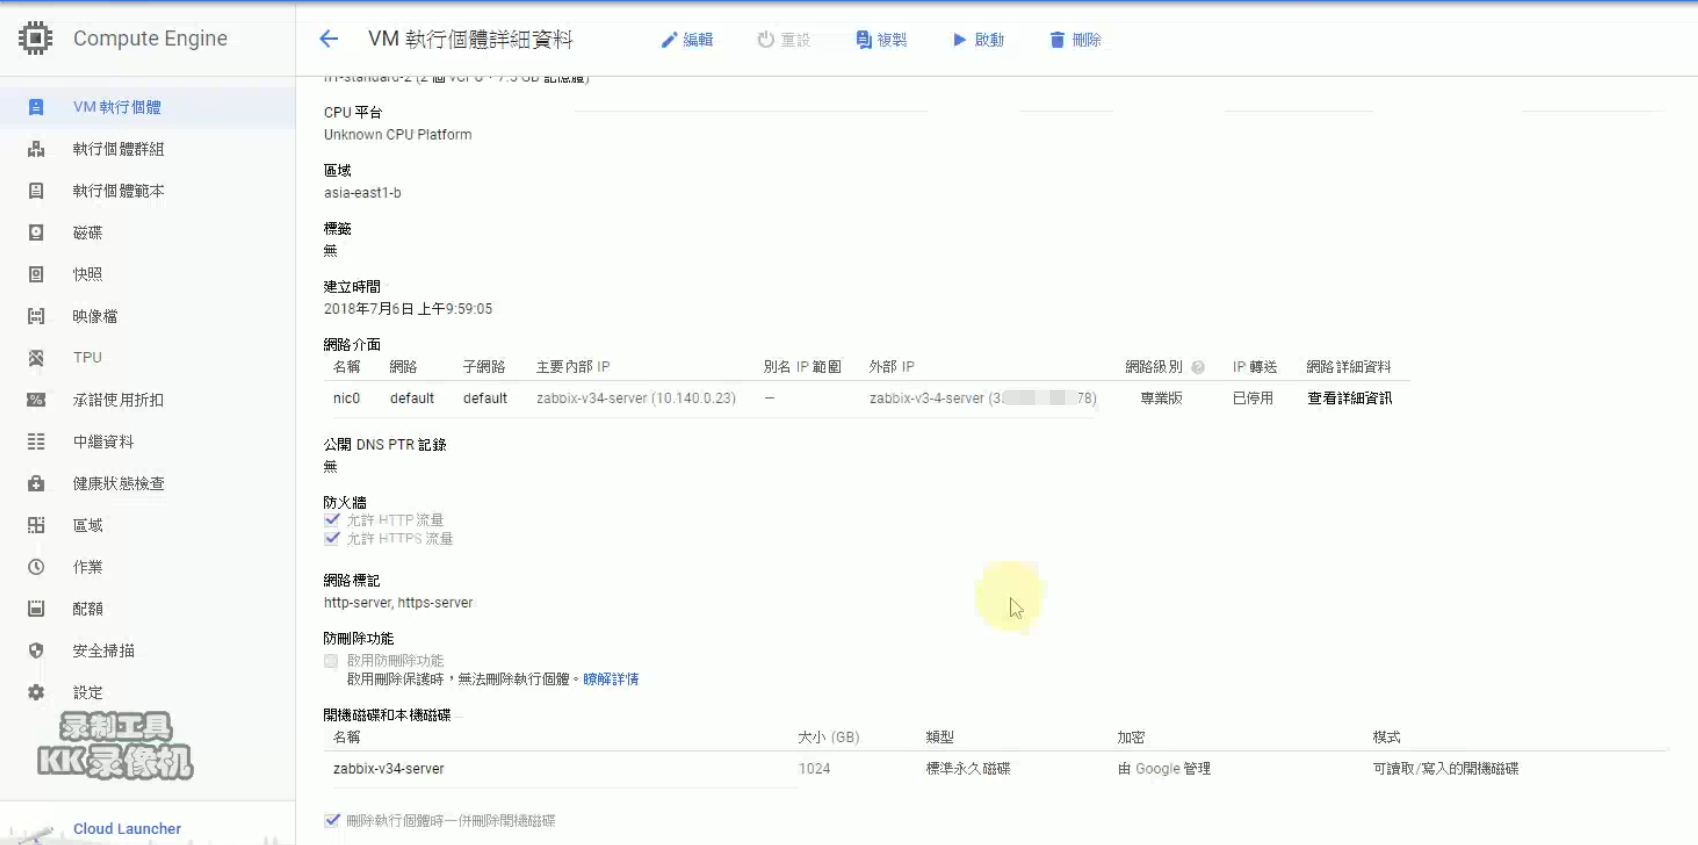 Compute Engine
VM 執行個體詳細資料
編輯
重設
複製
啟動
刪除
VM 執行個體
執行個體群組
執行個體範本
磁碟
快照
映像檔
TPU
承諾使用折扣
中繼資料
健康狀態檢查
區域
作業
配額
安全掃描
設定
录制工具
KK录像机
Cloud Launcher
n1-standard-2 (2 個 vCPU，7.5 GB 記憶體)
CPU 平台
Unknown CPU Platform
區域
asia-east1-b
標籤
無
建立時間
2018年7月6日 上午9:59:05
網路介面
名稱 網路 子網路 主要內部 IP 別名 IP 範圍 外部 IP 網路級別 IP 轉送 網路詳細資料
nic0 default default zabbix-v34-server (10.140.0.23) — zabbix-v3-4-server (3 78) 專業版 已停用 查看詳細資訊
公開 DNS PTR 記錄
無
防火牆
允許 HTTP 流量
允許 HTTPS 流量
網路標記
http-server, https-server
防刪除功能
啟用防刪除功能
啟用刪除保護時，無法刪除執行個體。瞭解詳情
開機磁碟和本機磁碟
名稱 大小 (GB) 類型 加密 模式
zabbix-v34-server 1024 標準永久磁碟 由 Google 管理 可讀取/寫入的開機磁碟
刪除執行個體時一併刪除開機磁碟